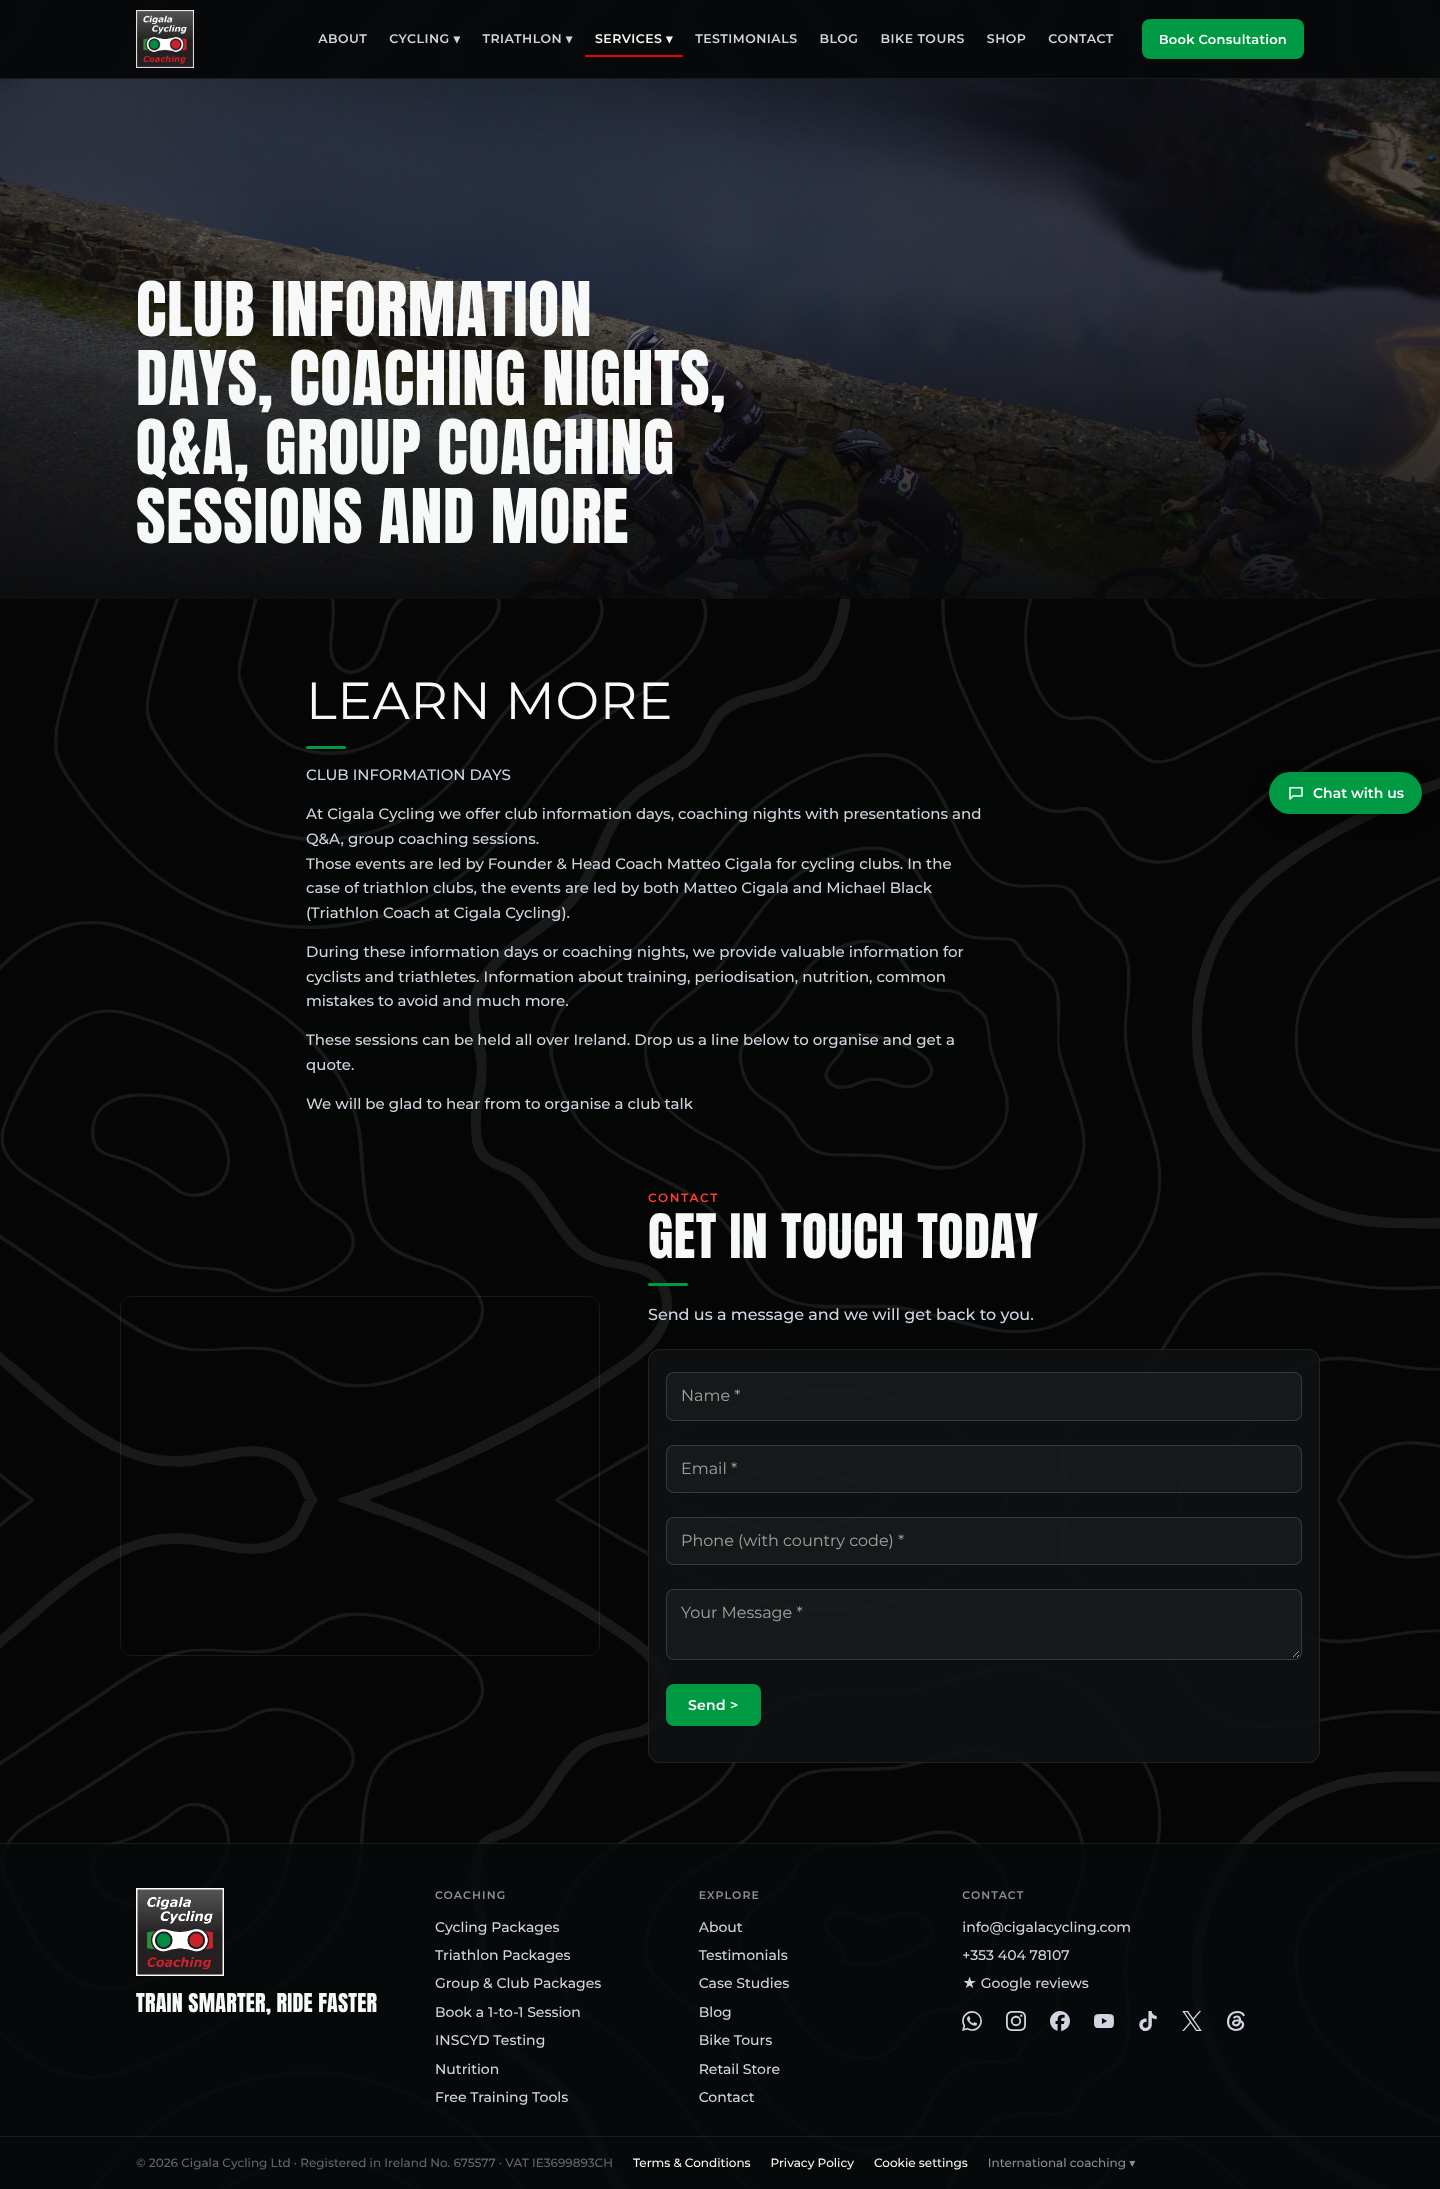 Cigala
Cycling
Coaching
ABOUT
CYCLING ▾
TRIATHLON ▾
SERVICES ▾
TESTIMONIALS
BLOG
BIKE TOURS
SHOP
CONTACT
Book Consultation
CLUB INFORMATION
DAYS, COACHING NIGHTS,
Q&A, GROUP COACHING
SESSIONS AND MORE
LEARN MORE
CLUB INFORMATION DAYS
At Cigala Cycling we offer club information days, coaching nights with presentations and
Q&A, group coaching sessions.
Those events are led by Founder & Head Coach Matteo Cigala for cycling clubs. In the
case of triathlon clubs, the events are led by both Matteo Cigala and Michael Black
(Triathlon Coach at Cigala Cycling).
During these information days or coaching nights, we provide valuable information for
cyclists and triathletes. Information about training, periodisation, nutrition, common
mistakes to avoid and much more.
These sessions can be held all over Ireland. Drop us a line below to organise and get a
quote.
We will be glad to hear from to organise a club talk
Chat with us
CONTACT
GET IN TOUCH TODAY
Send us a message and we will get back to you.
Name *
Email *
Phone (with country code) *
Your Message *
Send >
Cigala
Cycling
Coaching
TRAIN SMARTER, RIDE FASTER
COACHING
Cycling Packages
Triathlon Packages
Group & Club Packages
Book a 1-to-1 Session
INSCYD Testing
Nutrition
Free Training Tools
EXPLORE
About
Testimonials
Case Studies
Blog
Bike Tours
Retail Store
Contact
CONTACT
info@cigalacycling.com
+353 404 78107
★ Google reviews
© 2026 Cigala Cycling Ltd · Registered in Ireland No. 675577 · VAT IE3699893CH
Terms & Conditions
Privacy Policy
Cookie settings
International coaching ▾